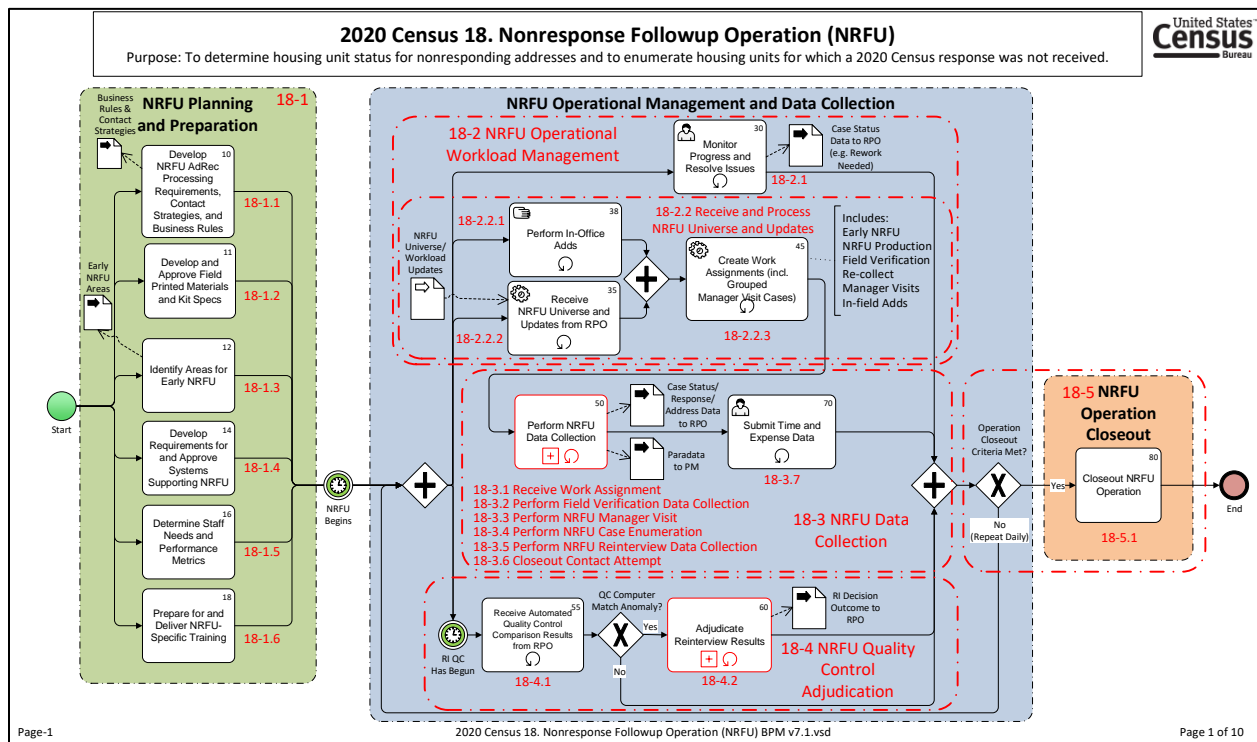 2020 Census 18. Nonresponse Followup Operation (NRFU)
Purpose: To determine housing unit status for nonresponding addresses and to enumerate housing units for which a 2020 Census response was not received.
United States™
Census
Bureau
Business
Rules &
Contact
Strategies
NRFU Planning
and Preparation
18-1
10
Develop
NRFU AdRec
Processing
Requirements,
Contact
Strategies, and
Business Rules
18-1.1
Early
NRFU
Areas
11
Develop and
Approve Field
Printed Materials
and Kit Specs
18-1.2
12
Identify Areas for
Early NRFU
18-1.3
Start
14
Develop
Requirements for
and Approve
Systems
Supporting NRFU
18-1.4
16
Determine Staff
Needs and
Performance
Metrics
18-1.5
18
Prepare for and
Deliver NRFU-
Specific Training
18-1.6
NRFU
Begins
NRFU Operational Management and Data Collection
18-2 NRFU Operational
Workload Management
30
Monitor
Progress and
Resolve Issues
18-2.1
Case Status
Data to RPO
(e.g. Rework
Needed)
18-2.2.1
38
Perform In-Office
Adds
18-2.2 Receive and Process
NRFU Universe and Updates
NRFU
Universe/
Workload
Updates
35
Receive
NRFU Universe and
Updates from RPO
18-2.2.2
45
Create Work
Assignments (incl.
Grouped
Manager Visit Cases)
18-2.2.3
Includes:
Early NRFU
NRFU Production
Field Verification
Re-collect
Manager Visits
In-field Adds
50
Perform NRFU
Data Collection
Case Status/
Response/
Address Data
to RPO
Paradata
to PM
70
Submit Time and
Expense Data
18-3.7
18-3.1 Receive Work Assignment
18-3.2 Perform Field Verification Data Collection
18-3.3 Perform NRFU Manager Visit
18-3.4 Perform NRFU Case Enumeration
18-3.5 Perform NRFU Reinterview Data Collection
18-3.6 Closeout Contact Attempt
18-3 NRFU Data
Collection
RI QC
Has Begun
55
Receive Automated
Quality Control
Comparison Results
from RPO
18-4.1
QC Computer
Match Anomaly?
X
Yes
No
60
Adjudicate
Reinterview Results
18-4.2
RI Decision
Outcome to
RPO
18-4 NRFU Quality
Control
Adjudication
Operation
Closeout
Criteria Met?
X
Yes
No
(Repeat Daily)
18-5 NRFU
Operation
Closeout
80
Closeout NRFU
Operation
18-5.1
End
Page-1
2020 Census 18. Nonresponse Followup Operation (NRFU) BPM v7.1.vsd
Page 1 of 10